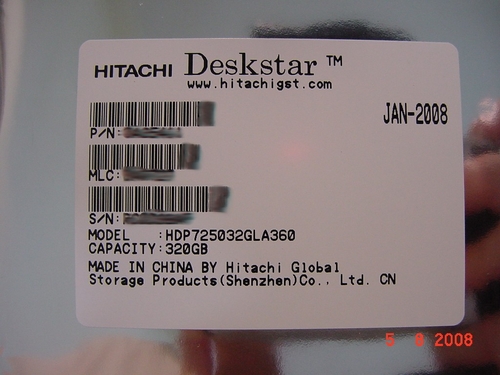 HITACHI Deskstar ™
www.hitachigst.com
JAN-2008
P/N:
MLC:
S/N:
MODEL :HDP725032GLA360
CAPACITY:320GB
MADE IN CHINA BY Hitachi Global
Storage Products(Shenzhen)Co., Ltd. CN
5 2008